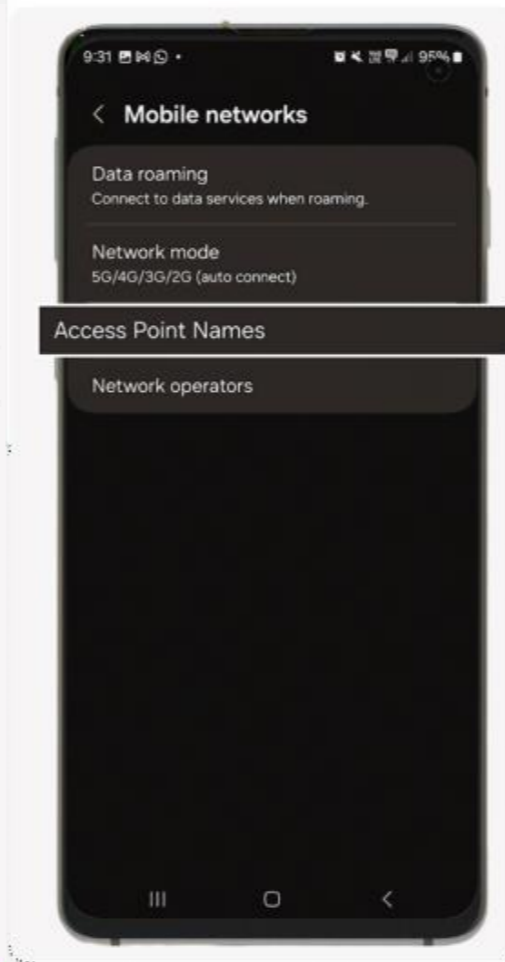 9:31 95%
Mobile networks
Data roaming
Connect to data services when roaming.
Network mode
5G/4G/3G/2G (auto connect)
Access Point Names
Network operators